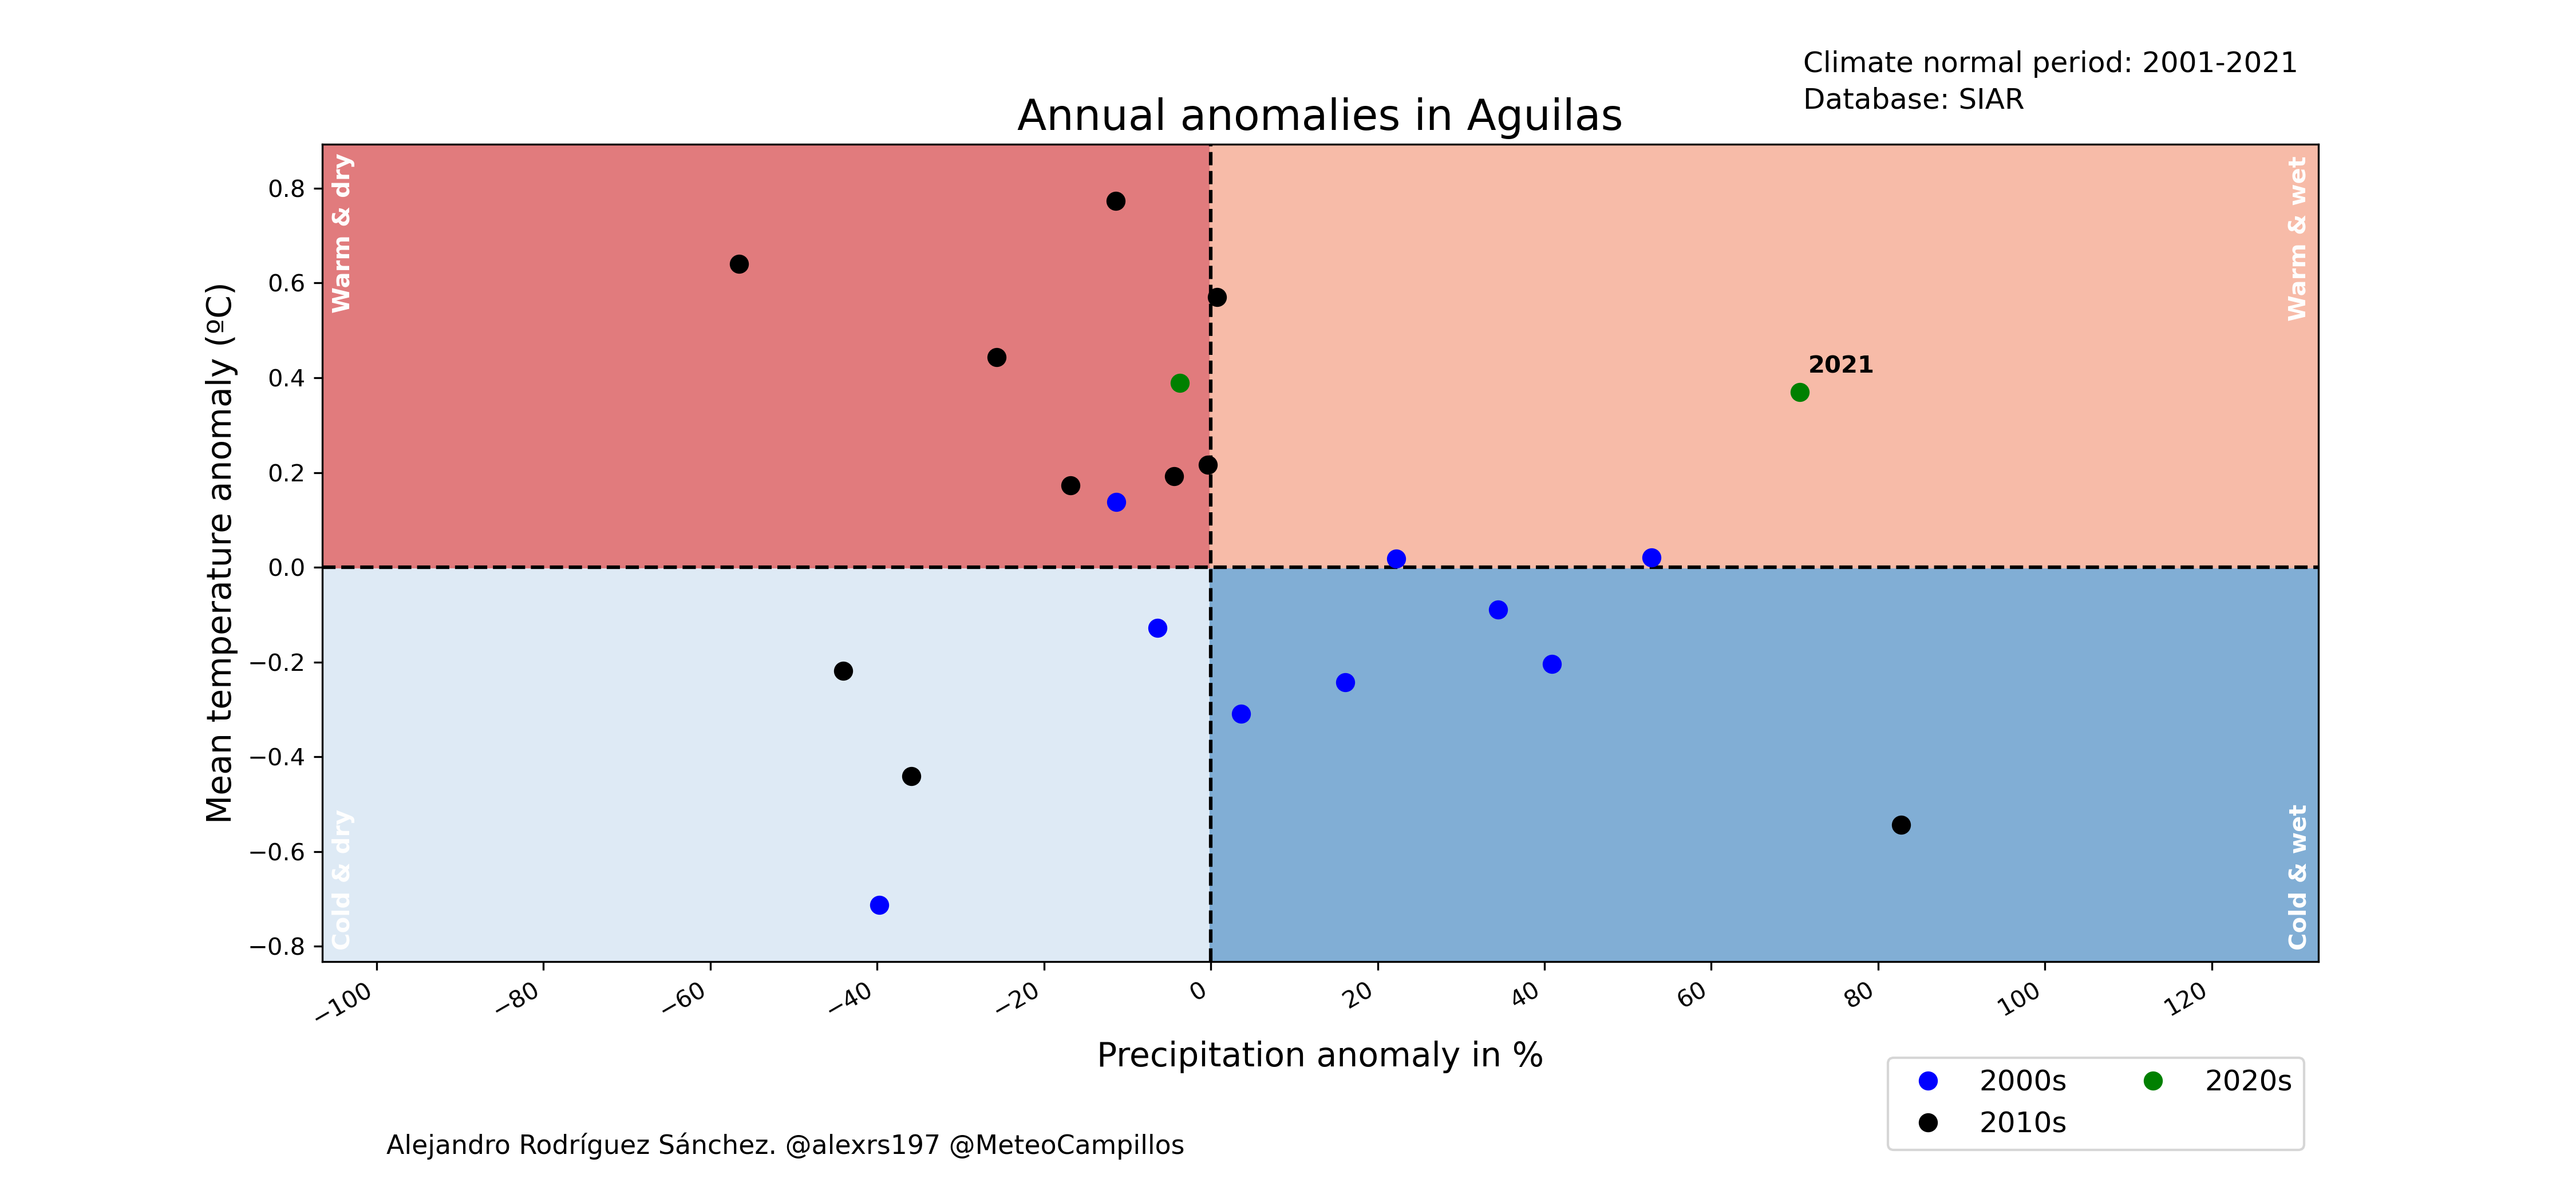 Climate normal period: 2001-2021
Database: SIAR
Annual anomalies in Aguilas
Warm & dry
Warm & wet
Cold & dry
Cold & wet
2021
Mean temperature anomaly (ºC)
0.8
0.6
0.4
0.2
0.0
−0.2
−0.4
−0.6
−0.8
−100
−80
−60
−40
−20
0
20
40
60
80
100
120
Precipitation anomaly in %
2000s
2010s
2020s
Alejandro Rodríguez Sánchez. @alexrs197 @MeteoCampillos